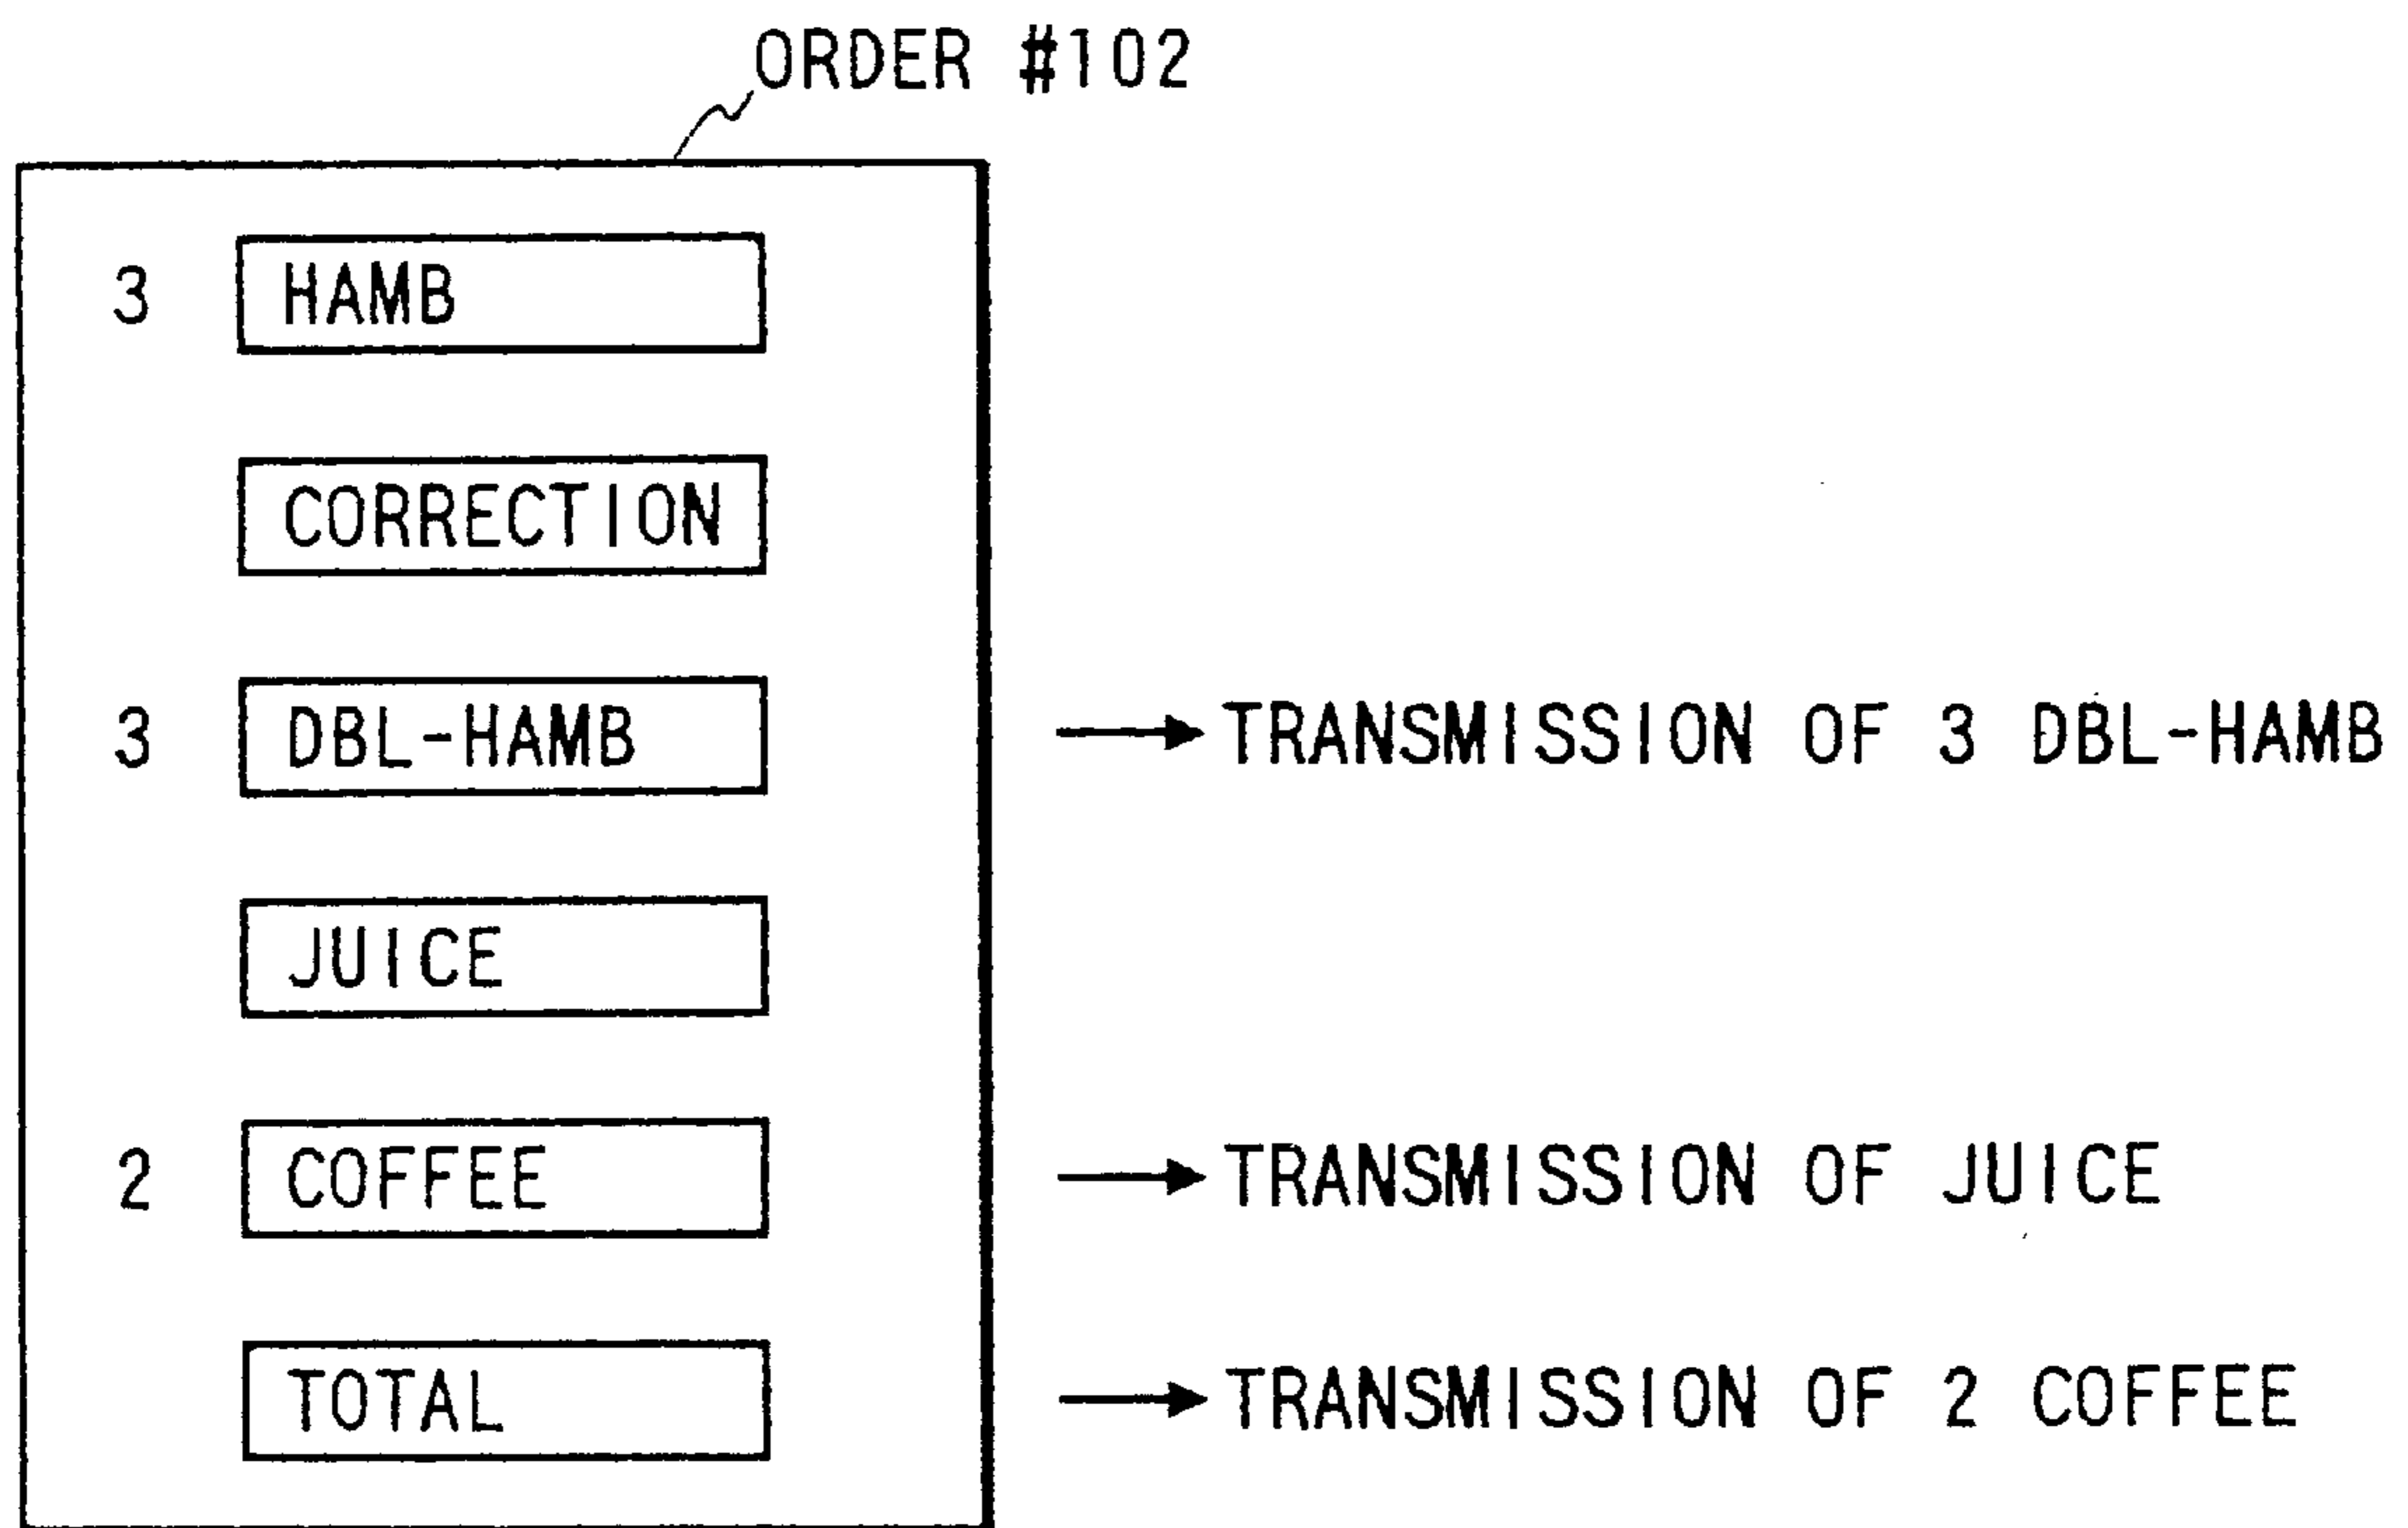 ORDER #102
3 HAMB
CORRECTION
3 DBL-HAMB → TRANSMISSION OF 3 DBL-HAMB
JUICE
2 COFFEE → TRANSMISSION OF JUICE
TOTAL → TRANSMISSION OF 2 COFFEE